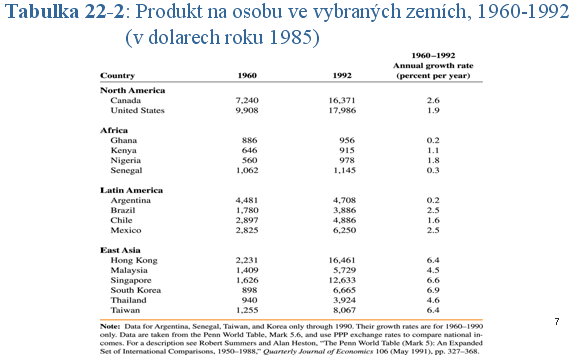 Tabulka 22-2: Produkt na osobu ve vybraných zemích, 1960-1992
(v dolarech roku 1985)
1960–1992
Annual growth rate
Country 1960 1992 (percent per year)
North America
Canada 7,240 16,371 2.6
United States 9,908 17,986 1.9
Africa
Ghana 886 956 0.2
Kenya 646 915 1.1
Nigeria 560 978 1.8
Senegal 1,062 1,145 0.3
Latin America
Argentina 4,481 4,708 0.2
Brazil 1,780 3,886 2.5
Chile 2,897 4,886 1.6
Mexico 2,825 6,250 2.5
East Asia
Hong Kong 2,231 16,461 6.4
Malaysia 1,409 5,729 4.5
Singapore 1,626 12,633 6.6
South Korea 898 6,665 6.9
Thailand 940 3,924 4.6
Taiwan 1,255 8,067 6.4
Note: Data for Argentina, Senegal, Taiwan, and Korea only through 1990. Their growth rates are for 1960–1990
only. Data are taken from the Penn World Table, Mark 5.6, and use PPP exchange rates to compare national in-
comes. For a description see Robert Summers and Alan Heston, “The Penn World Table (Mark 5): An Expanded
Set of International Comparisons, 1950–1988,” Quarterly Journal of Economics 106 (May 1991), pp. 327–368.
7